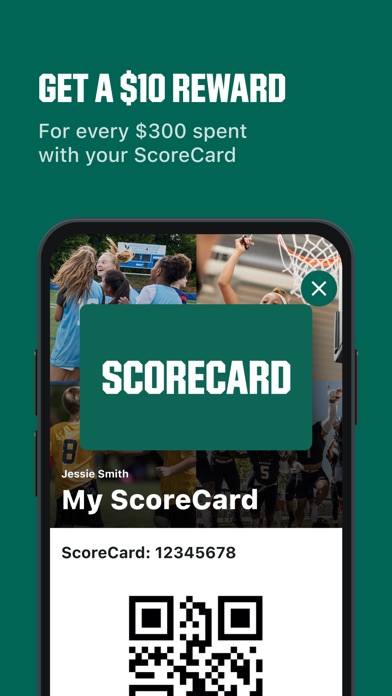 GET A $10 REWARD
For every $300 spent
with your ScoreCard
SCORECARD
Jessie Smith
My ScoreCard
ScoreCard: 12345678